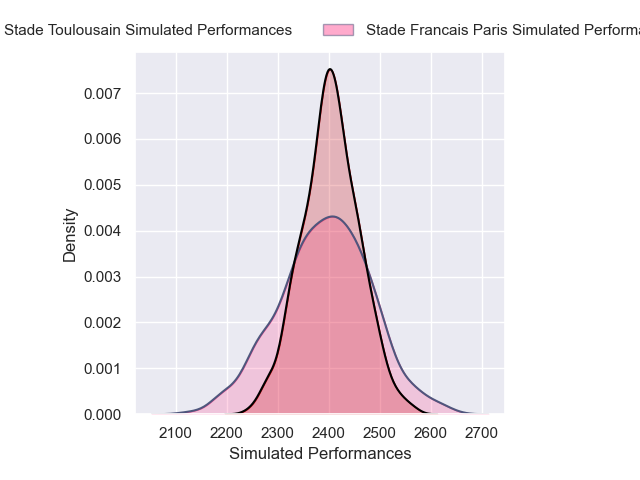 Stade Toulousain Simulated Performances
Stade Francais Paris Simulated Performa
0.007
0.006
0.005
0.004
0.003
0.002
0.001
0.000
Density
2100 2200 2300 2400 2500 2600 2700
Simulated Performances